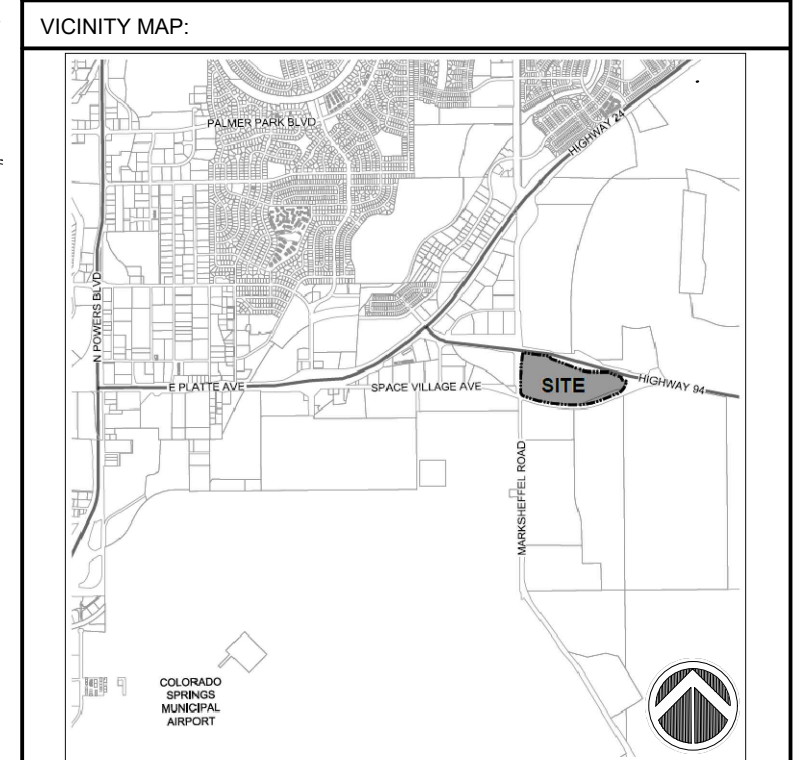 VICINITY MAP:
PALMER PARK BLVD
HIGHWAY 24
N POWERS BLVD
E PLATTE AVE
SPACE VILLAGE AVE
SITE
HIGHWAY 94
MARKSHEFFEL ROAD
COLORADO
SPRINGS
MUNICIPAL
AIRPORT